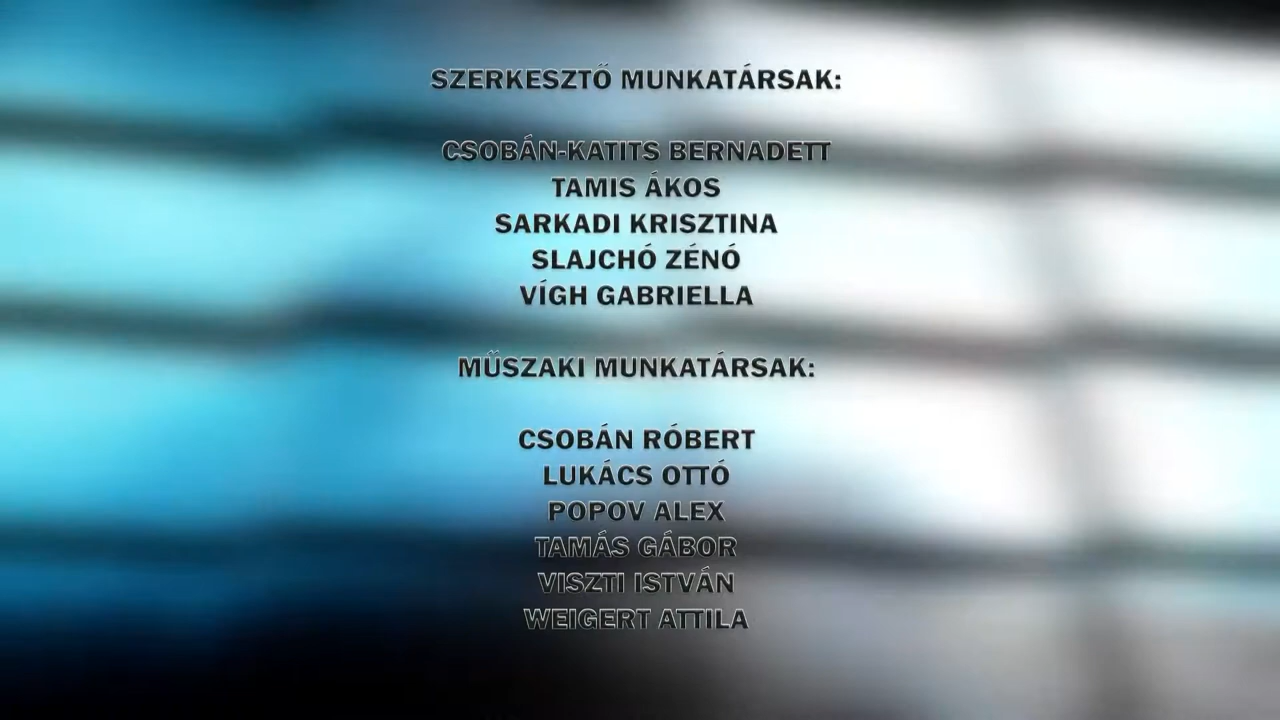 SZERKESZTŐ MUNKATÁRSAK:
CSOBÁN-KATITS BERNADETT
TAMIS ÁKOS
SARKADI KRISZTINA
SLAJCHÓ ZÉNÓ
VÍGH GABRIELLA
MŰSZAKI MUNKATÁRSAK:
CSOBÁN RÓBERT
LUKÁCS OTTÓ
POPOV ALEX
TAMÁS GÁBOR
VISZTI ISTVÁN
WEIGERT ATTILA